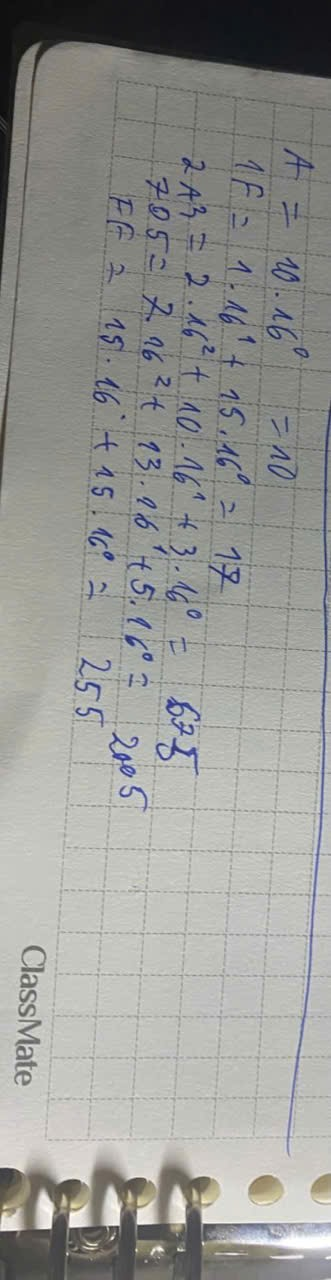 A = 10·16⁰ = 10
1F = 1·16¹ + 15·16⁰ = 17
2A3 = 2·16² + 10·16¹ + 3·16⁰ = 675
7D5 = 7·16² + 13·16¹ + 5·16⁰ = 2005
FF = 15·16¹ + 15·16⁰ = 255
ClassMate